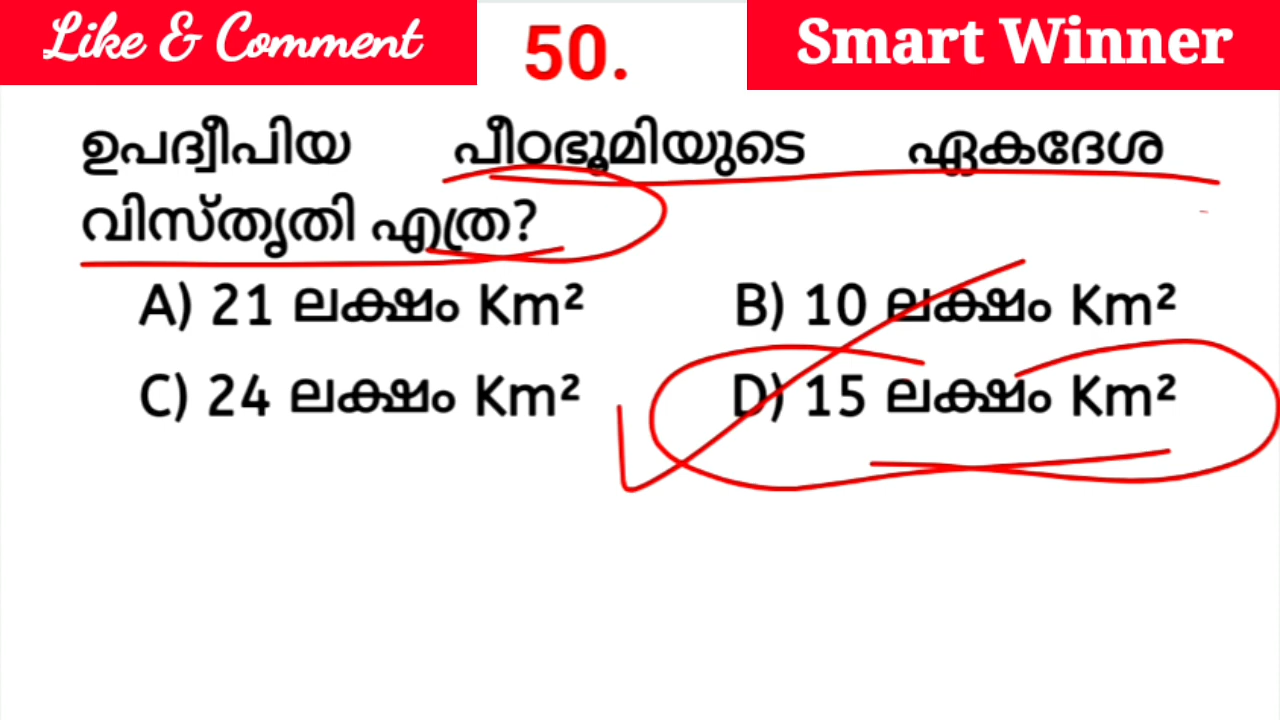 Like & Comment
50.
Smart Winner
ഉപദ്വീപിയ പീഠഭൂമിയുടെ ഏകദേശ
വിസ്തൃതി എത്ര?
A) 21 ലക്ഷം Km² B) 10 ലക്ഷം Km²
C) 24 ലക്ഷം Km² D) 15 ലക്ഷം Km²